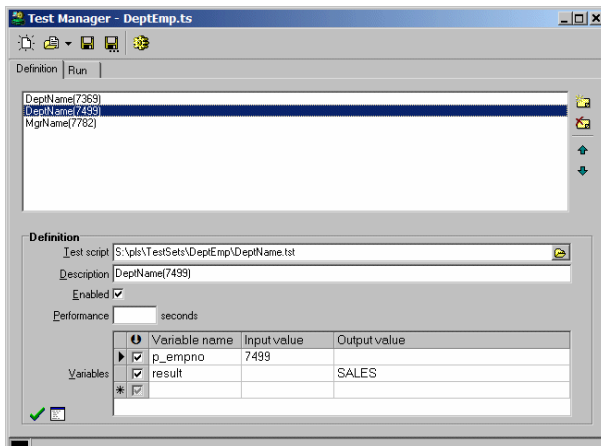 Test Manager - DeptEmp.ts
Definition Run
DeptName(7369)
DeptName(7499)
MgrName(7782)
Definition
Test script S:\pls\TestSets\DeptEmp\DeptName.tst
Description DeptName(7499)
Enabled
Performance seconds
Variable name Input value Output value
p_empno 7499
Variables
result SALES